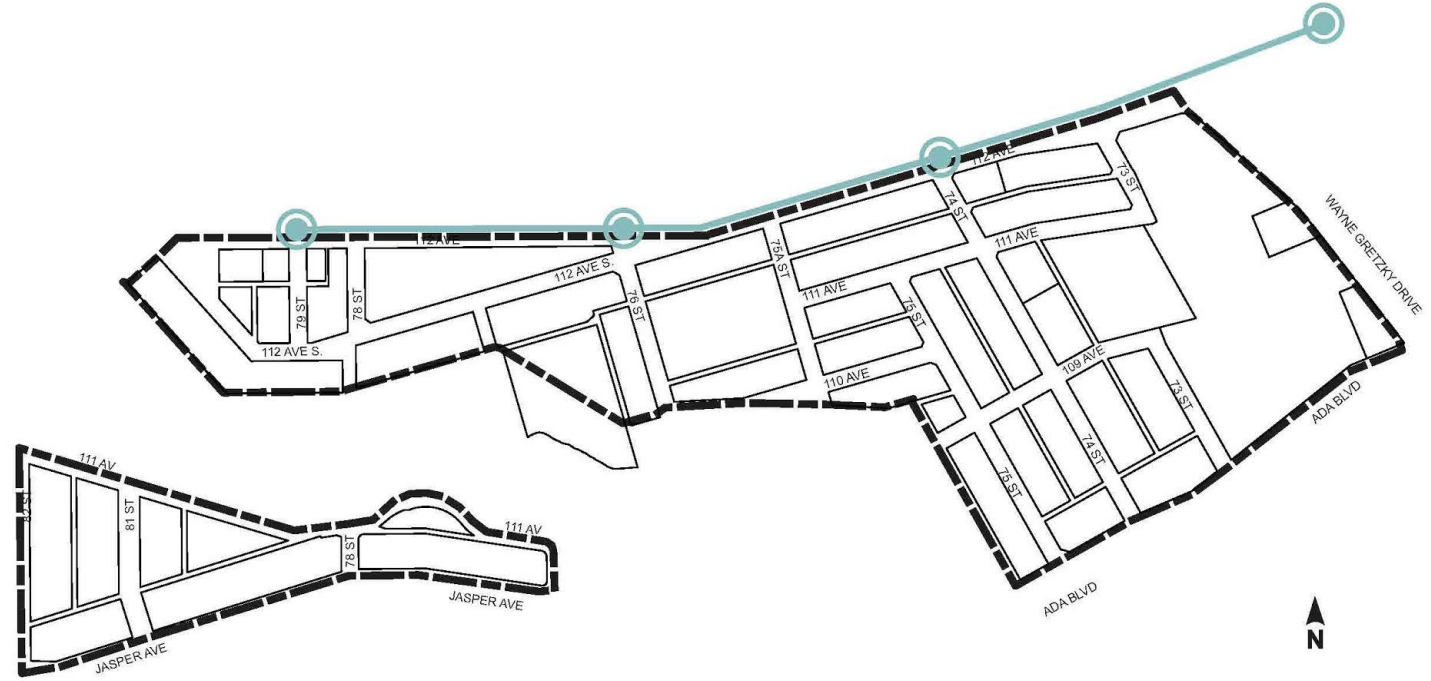 112 AVE
73 ST
74 ST
WAYNE GRETZKY DRIVE
112 AVE
111 AVE
75A ST
112 AVE S.
76 ST
111 AVE
78 ST
79 ST
75 ST
112 AVE S.
109 AVE
110 AVE
73 ST
ADA BLVD
74 ST
111 AV
75 ST
82 ST
81 ST
111 AV
78 ST
ADA BLVD
JASPER AVE
N
JASPER AVE